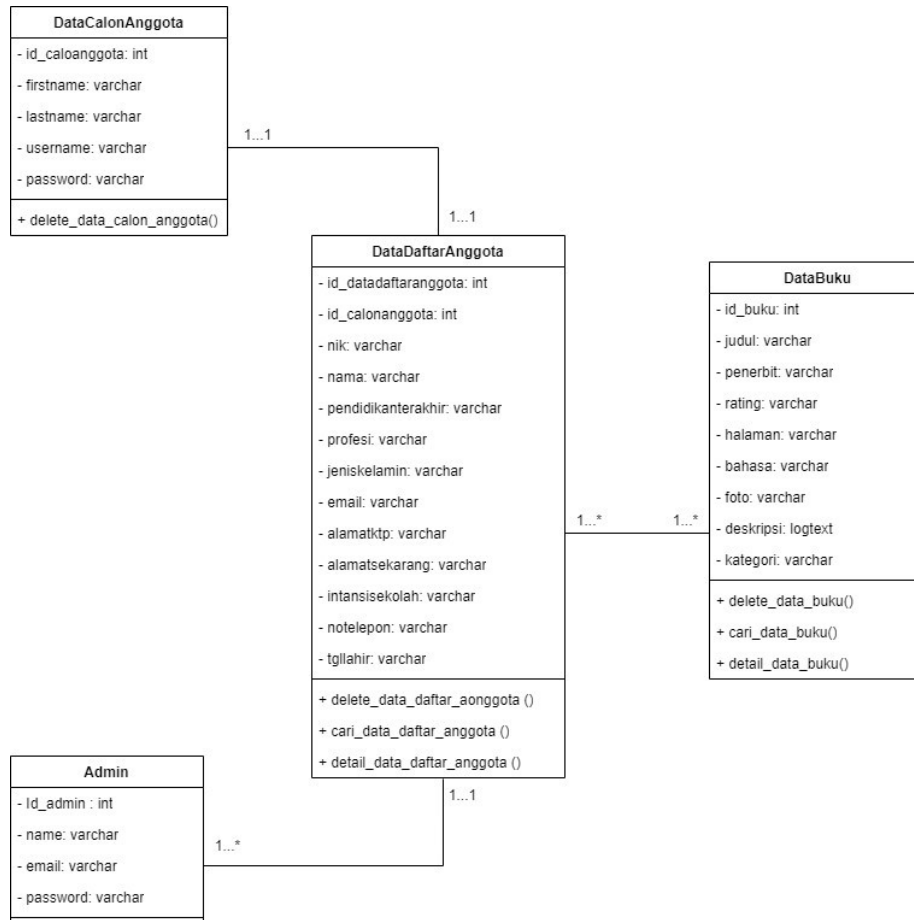 DataCalonAnggota
- id_caloanggota: int
- firstname: varchar
- lastname: varchar
- username: varchar
- password: varchar
+ delete_data_calon_anggota()
1...1
1...1
DataDaftarAnggota
- id_datadaftaranggota: int
- id_calonanggota: int
- nik: varchar
- nama: varchar
- pendidikanterakhir: varchar
- profesi: varchar
- jeniskelamin: varchar
- email: varchar
- alamatktp: varchar
- alamatsekarang: varchar
- intansisekolah: varchar
- notelepon: varchar
- tgllahir: varchar
+ delete_data_daftar_aonggota ()
+ cari_data_daftar_anggota ()
+ detail_data_daftar_anggota ()
1...*
1...*
DataBuku
- id_buku: int
- judul: varchar
- penerbit: varchar
- rating: varchar
- halaman: varchar
- bahasa: varchar
- foto: varchar
- deskripsi: logtext
- kategori: varchar
+ delete_data_buku()
+ cari_data_buku()
+ detail_data_buku()
1...1
1...*
Admin
- Id_admin : int
- name: varchar
- email: varchar
- password: varchar